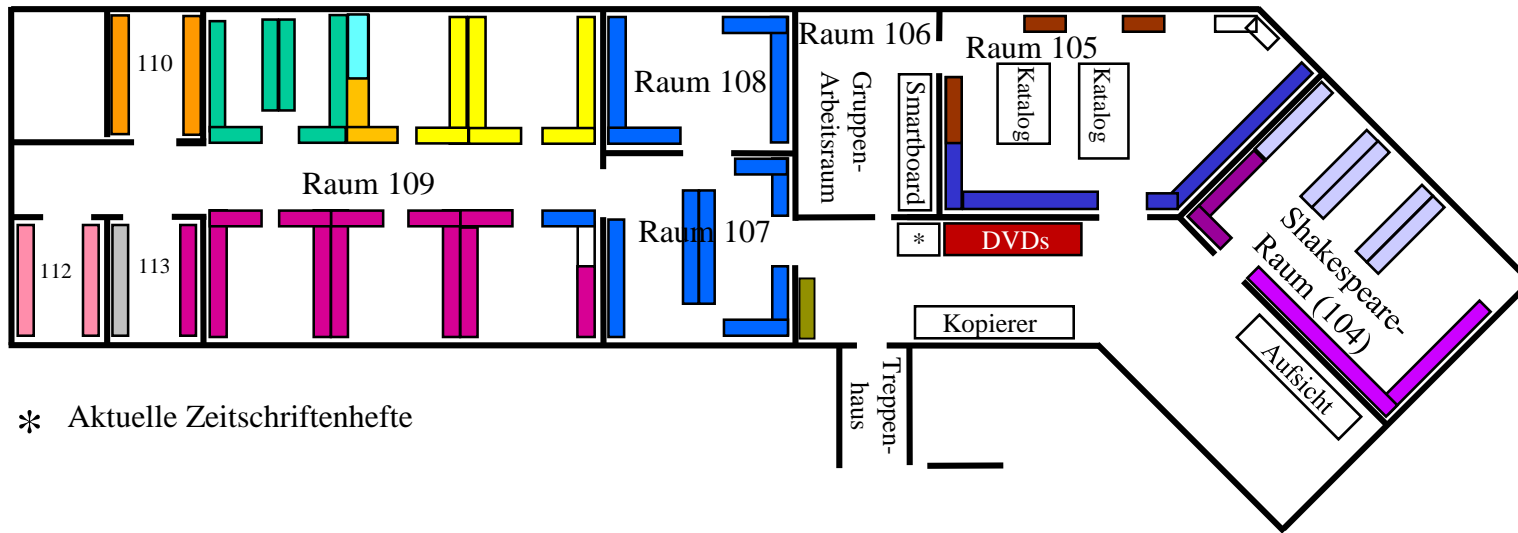 110
Raum 108
Raum 106
Gruppen-
Arbeitsraum
Smartboard
Raum 105
Katalog
Katalog
Raum 109
Raum 107
112
113
*
DVDs
Kopierer
Shakespeare-
Raum (104)
Aufsicht
Treppen-
haus
* Aktuelle Zeitschriftenhefte